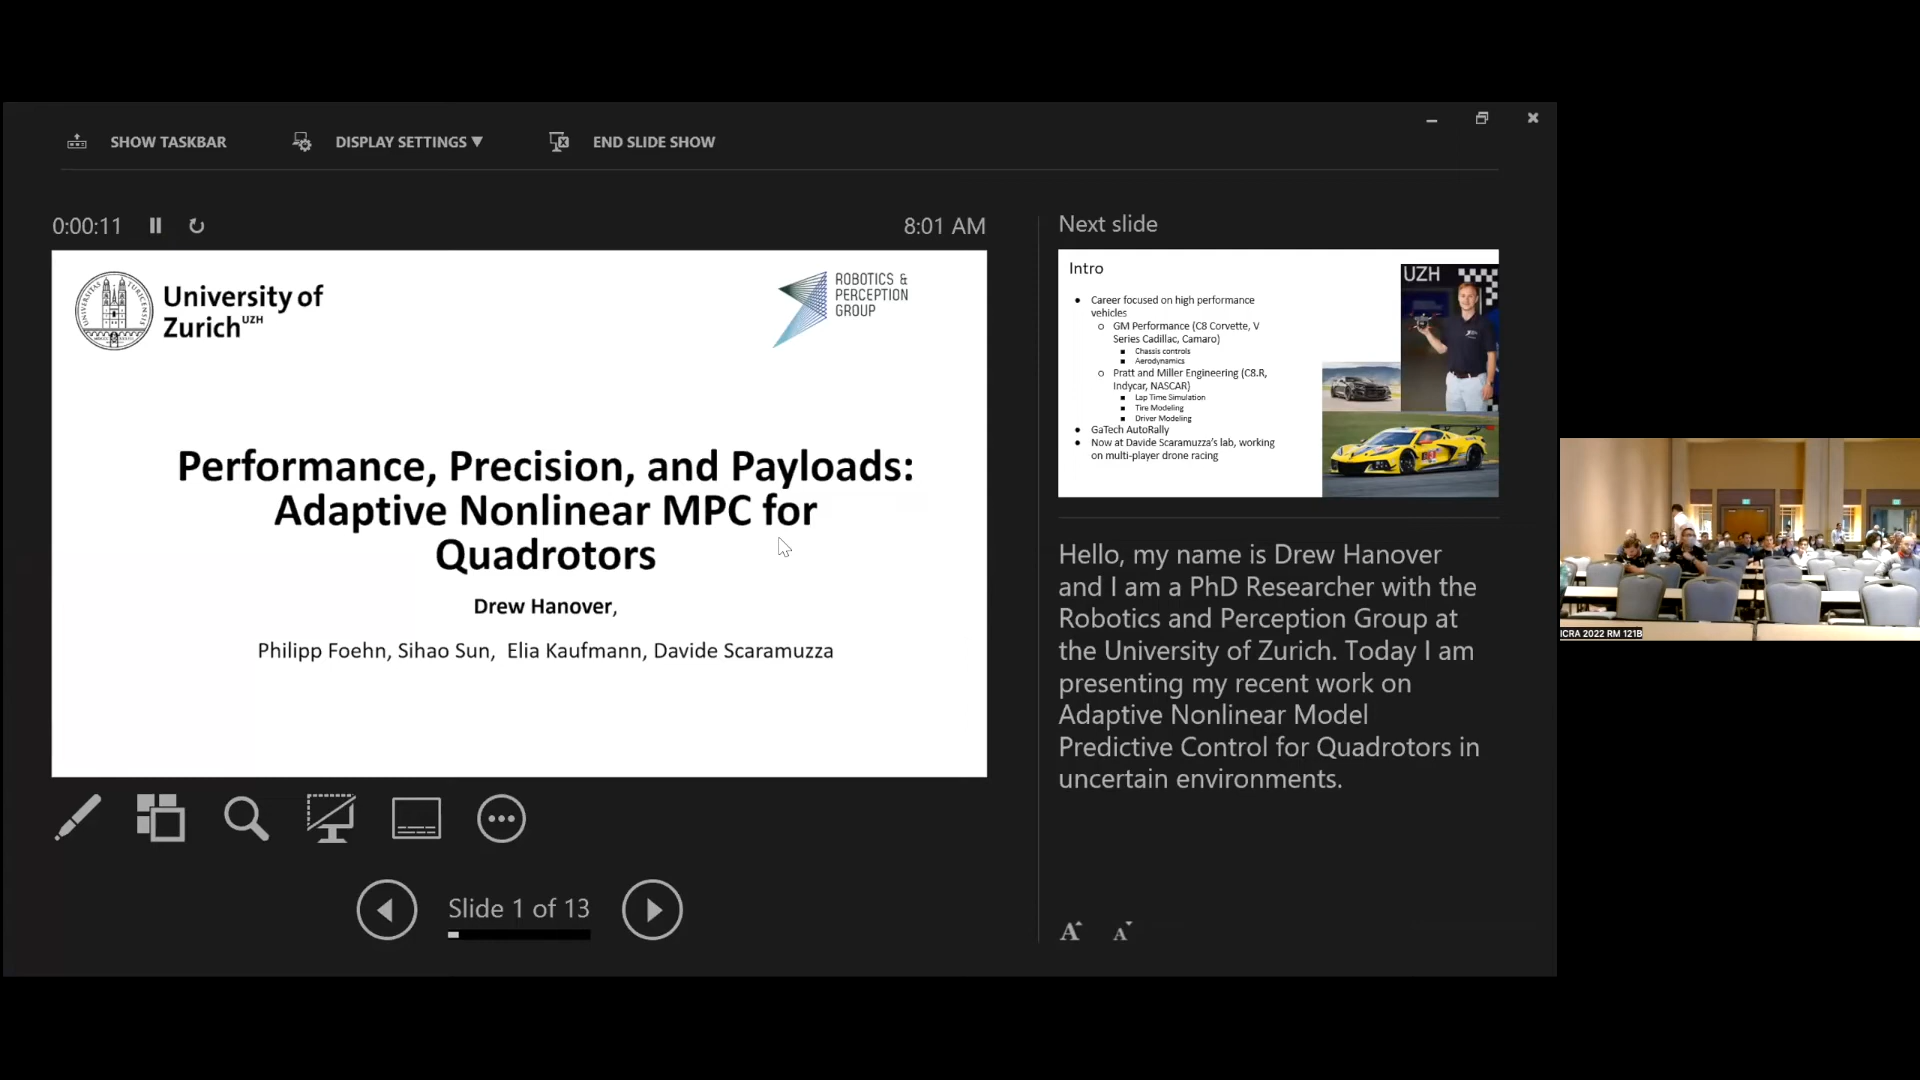 SHOW TASKBAR
DISPLAY SETTINGS ▼
END SLIDE SHOW
0:00:11
8:01 AM
University of
Zurich UZH
ROBOTICS &
PERCEPTION
GROUP
Performance, Precision, and Payloads:
Adaptive Nonlinear MPC for
Quadrotors
Drew Hanover,
Philipp Foehn, Sihao Sun, Elia Kaufmann, Davide Scaramuzza
Slide 1 of 13
Next slide
Intro
UZH
• Career focused on high performance
vehicles
o GM Performance (C8 Corvette, V
Series Cadillac, Camaro)
▪ Chassis controls
▪ Aerodynamics
o Pratt and Miller Engineering (C8.R,
Indycar, NASCAR)
▪ Lap Time Simulation
▪ Tire Modeling
▪ Driver Modeling
• GaTech AutoRally
• Now at Davide Scaramuzza's lab, working
on multi-player drone racing
Hello, my name is Drew Hanover
and I am a PhD Researcher with the
Robotics and Perception Group at
the University of Zurich. Today I am
presenting my recent work on
Adaptive Nonlinear Model
Predictive Control for Quadrotors in
uncertain environments.
A A
ICRA 2022 RM 121B